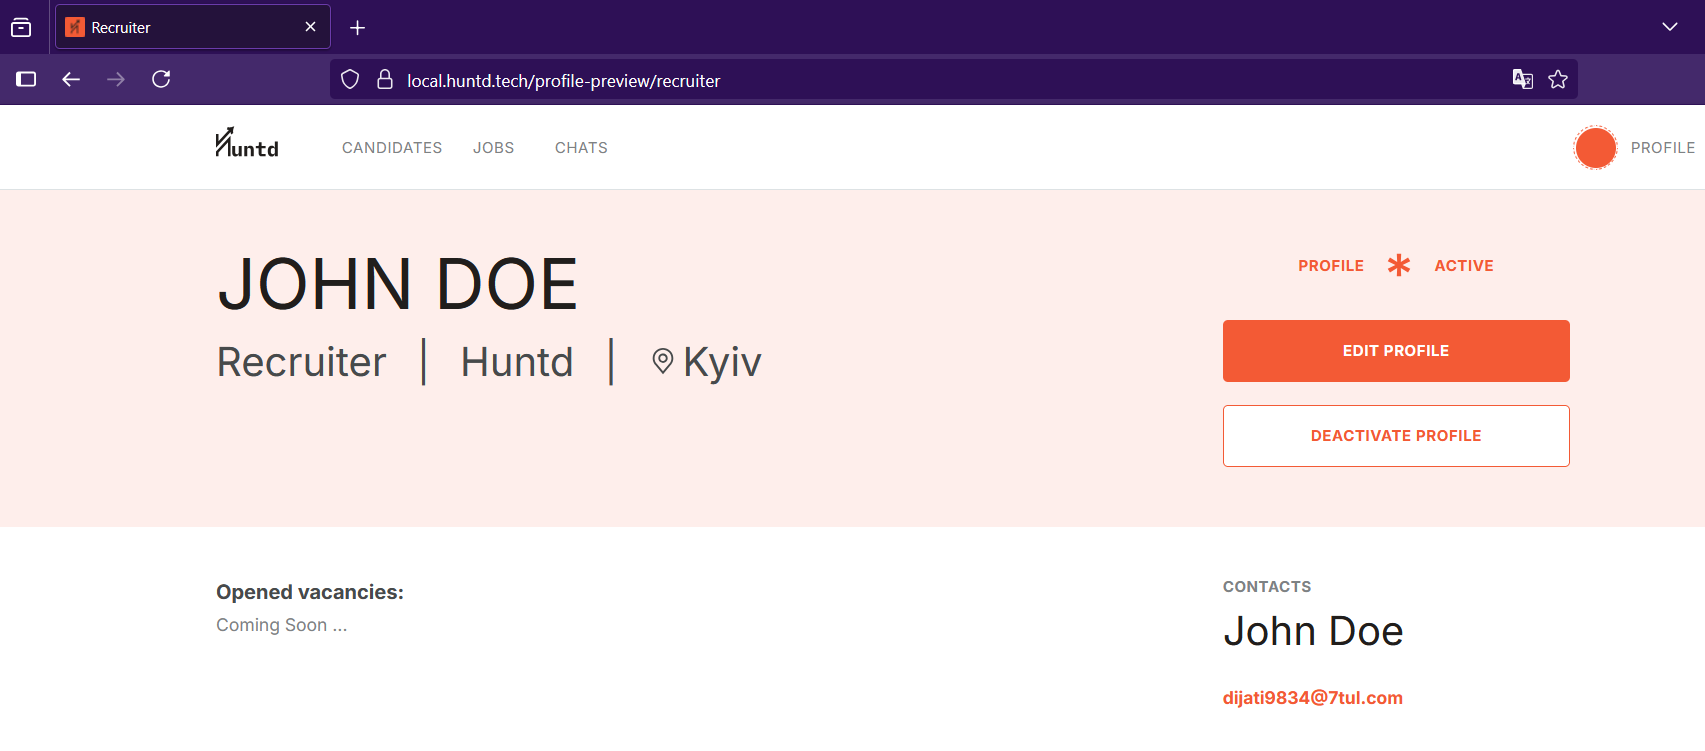 Recruiter
local.huntd.tech/profile-preview/recruiter
Huntd CANDIDATES JOBS CHATS PROFILE
JOHN DOE
Recruiter | Huntd | Kyiv
PROFILE * ACTIVE
EDIT PROFILE
DEACTIVATE PROFILE
Opened vacancies:
Coming Soon ...
CONTACTS
John Doe
dijati9834@7tul.com